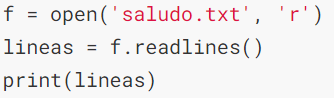 f = open('saludo.txt', 'r')
lineas = f.readlines()
print(lineas)